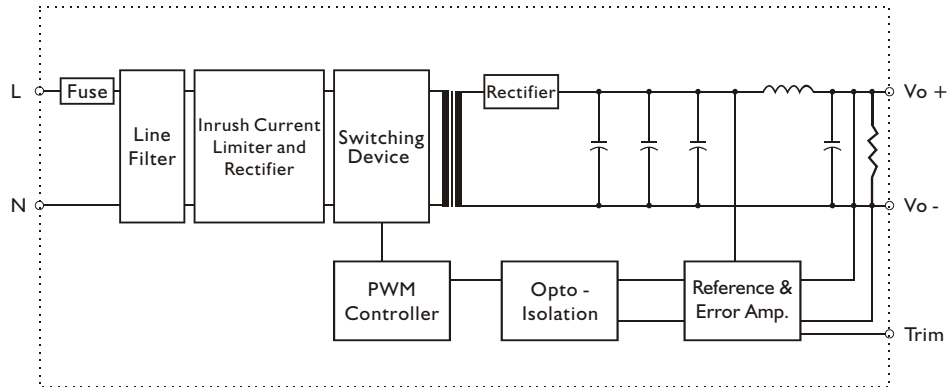 L
Fuse
Line
Filter
Inrush Current
Limiter and
Rectifier
Switching
Device
Rectifier
Vo +
N
Vo -
PWM
Controller
Opto -
Isolation
Reference &
Error Amp.
Trim